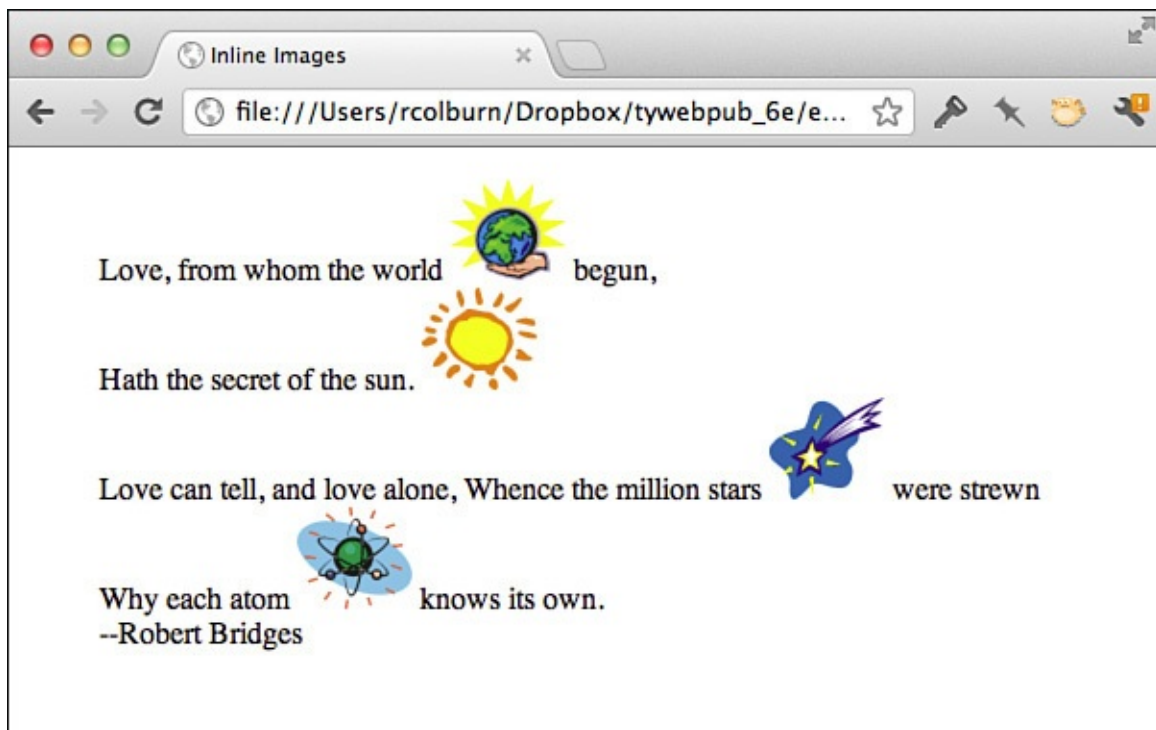 Inline Images
file:///Users/rcolburn/Dropbox/tywebpub_6e/e...
Love, from whom the world begun,
Hath the secret of the sun.
Love can tell, and love alone, Whence the million stars were strewn
Why each atom knows its own.
--Robert Bridges